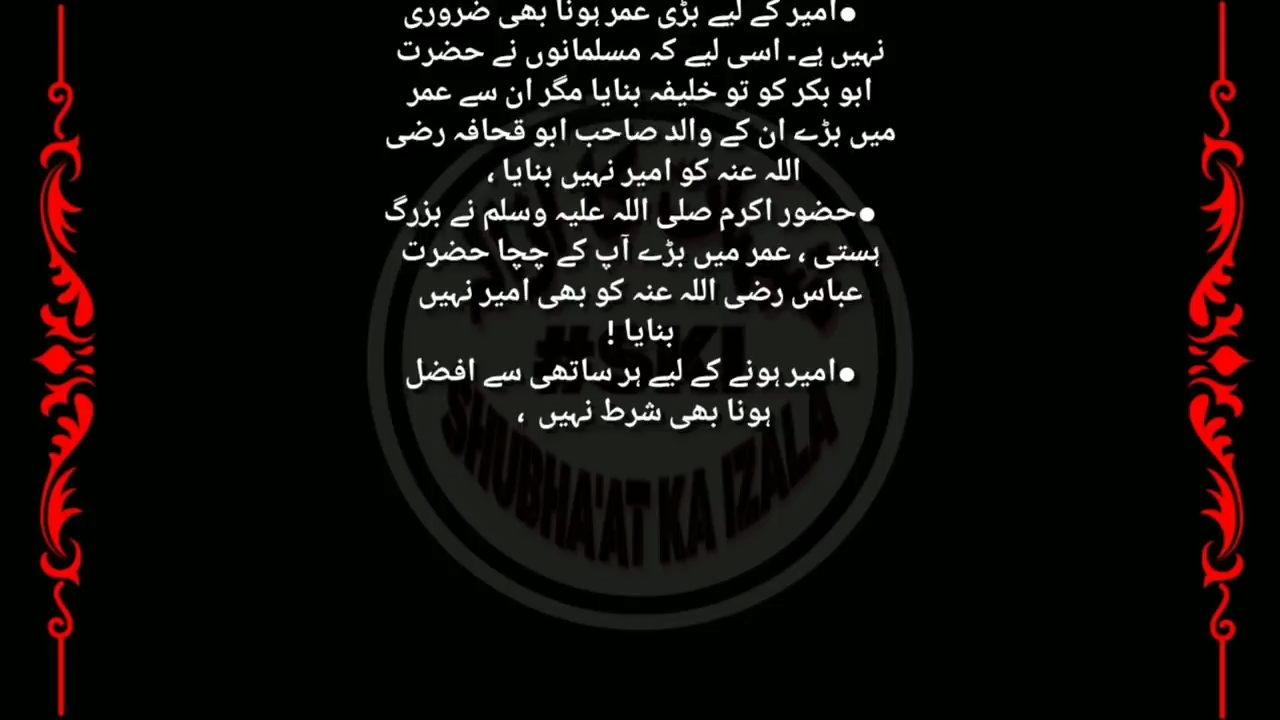 ●امیر کے لیے بڑی عمر ہونا بھی ضروری
نہیں ہے۔ اسی لیے کہ مسلمانوں نے حضرت
ابو بکر کو تو خلیفہ بنایا مگر ان سے عمر
میں بڑے ان کے والد صاحب ابو قحافہ رضی
اللہ عنہ کو امیر نہیں بنایا ،
●حضور اکرم صلی اللہ علیہ وسلم نے بزرگ
ہستی ، عمر میں بڑے آپ کے چچا حضرت
عباس رضی اللہ عنہ کو بھی امیر نہیں
بنایا !
●امیر ہونے کے لیے ہر ساتھی سے افضل
ہونا بھی شرط نہیں ،
#SKI
SHUBHA'AT KA IZALA